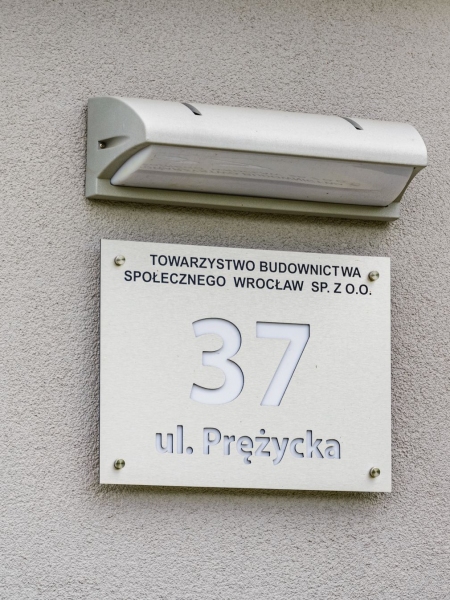 TOWARZYSTWO BUDOWNICTWA
SPOŁECZNEGO WROCŁAW SP. Z O.O.
37
ul. Prężycka